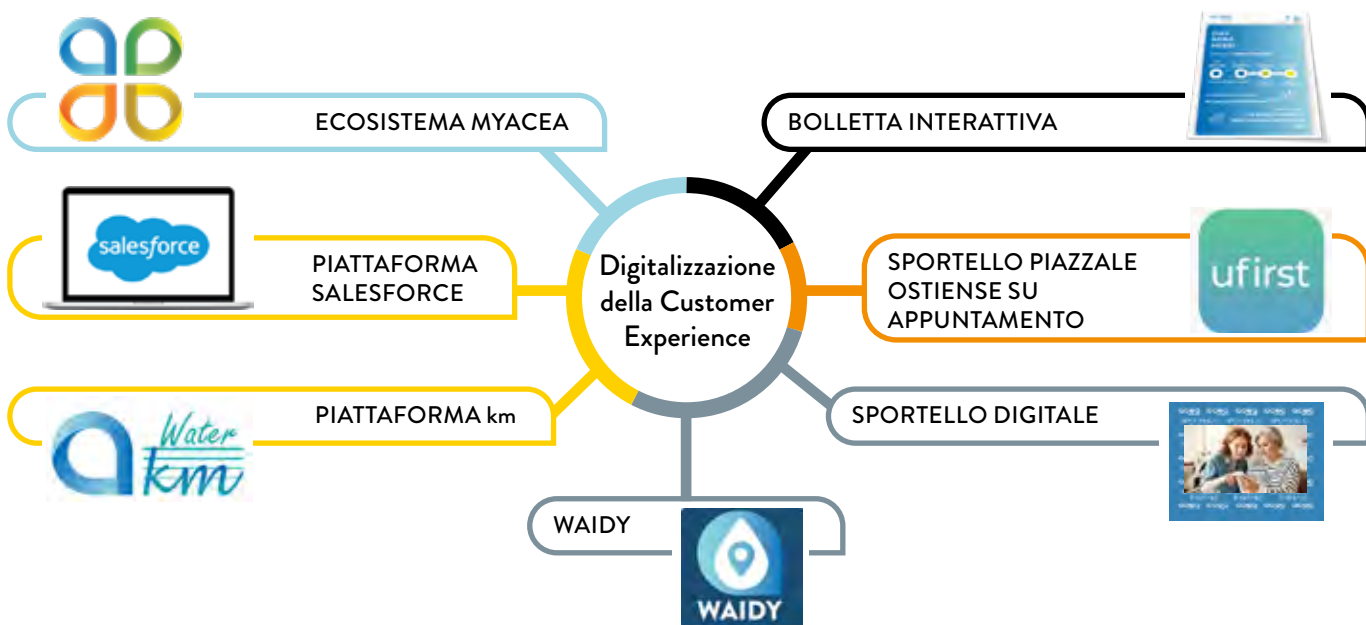 ECOSISTEMA MYACEA
BOLLETTA INTERATTIVA
salesforce
PIATTAFORMA
SALESFORCE
Digitalizzazione
della Customer
Experience
SPORTELLO PIAZZALE
OSTIENSE SU
APPUNTAMENTO
ufirst
PIATTAFORMA km
Water
km
SPORTELLO DIGITALE
WAIDY
WAIDY